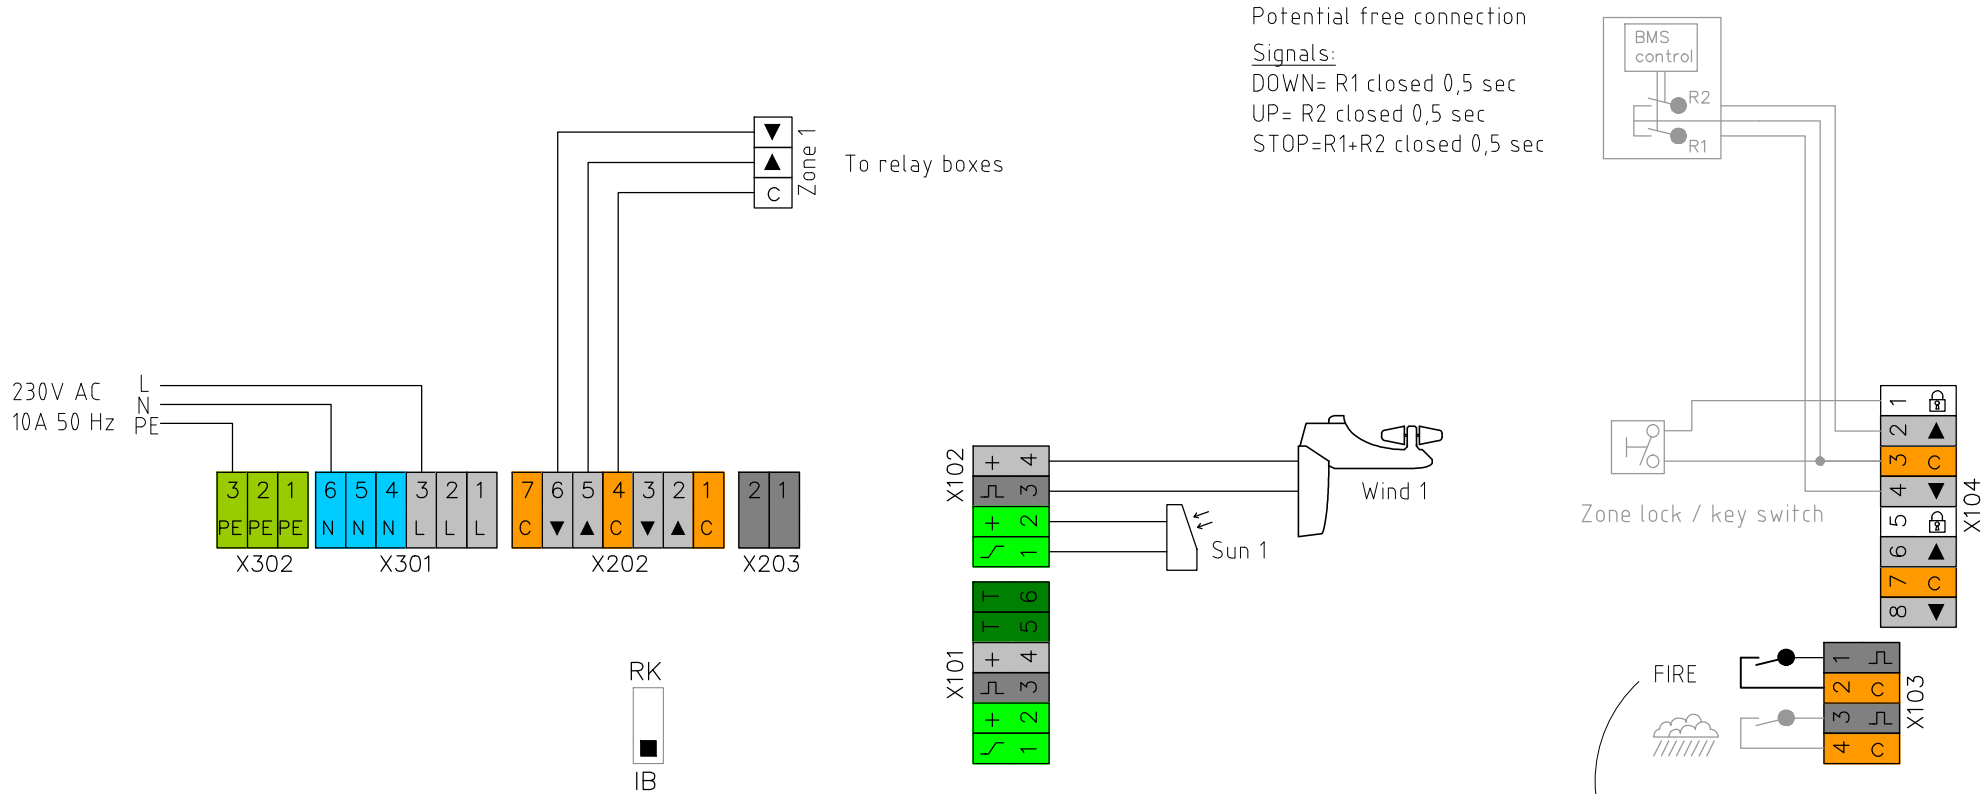 Potential free connection
Signals:
DOWN= R1 closed 0,5 sec
UP= R2 closed 0,5 sec
STOP=R1+R2 closed 0,5 sec
BMS
control
R2
R1
▼
▲
C
Zone 1
To relay boxes
230V AC
10A 50 Hz
L
N
PE
3 2 1
PE PE PE
X302
6 5 4 3 2 1
N N N L L L
X301
7 6 5 4 3 2 1
C ▼ ▲ C ▼ ▲ C
X202
2 1
X203
RK
IB
X102
+ 4
3
+ 2
1
Wind 1
Sun 1
X101
T 6
T 5
+ 4
3
+ 2
1
Zone lock / key switch
1
2 ▲
3 C
4 ▼
5
6 ▲
7 C
8 ▼
X104
FIRE
1
2 C
3
4 C
X103